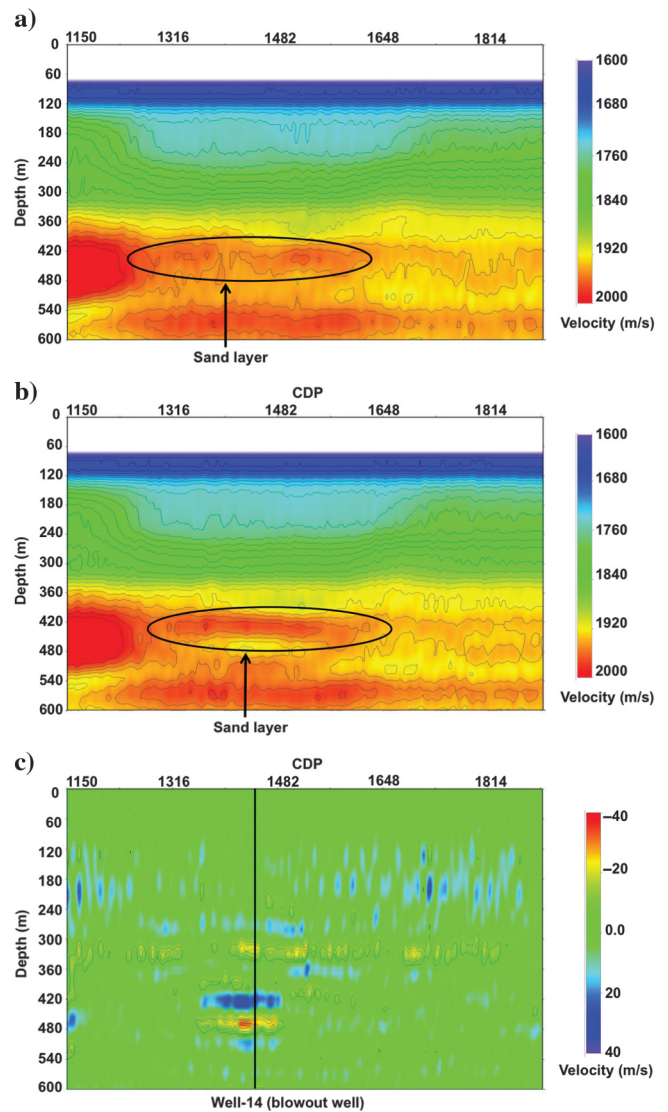 a)
1150 1316 1482 1648 1814
0
60
120
180
240
300
360
420
480
540
600
Depth (m)
Sand layer
1600
1680
1760
1840
1920
2000
Velocity (m/s)
b)
CDP
1150 1316 1482 1648 1814
0
60
120
180
240
300
360
420
480
540
600
Depth (m)
Sand layer
1600
1680
1760
1840
1920
2000
Velocity (m/s)
c)
CDP
1150 1316 1482 1648 1814
0
60
120
180
240
300
360
420
480
540
600
Depth (m)
Well-14 (blowout well)
–40
–20
0.0
20
40
Velocity (m/s)